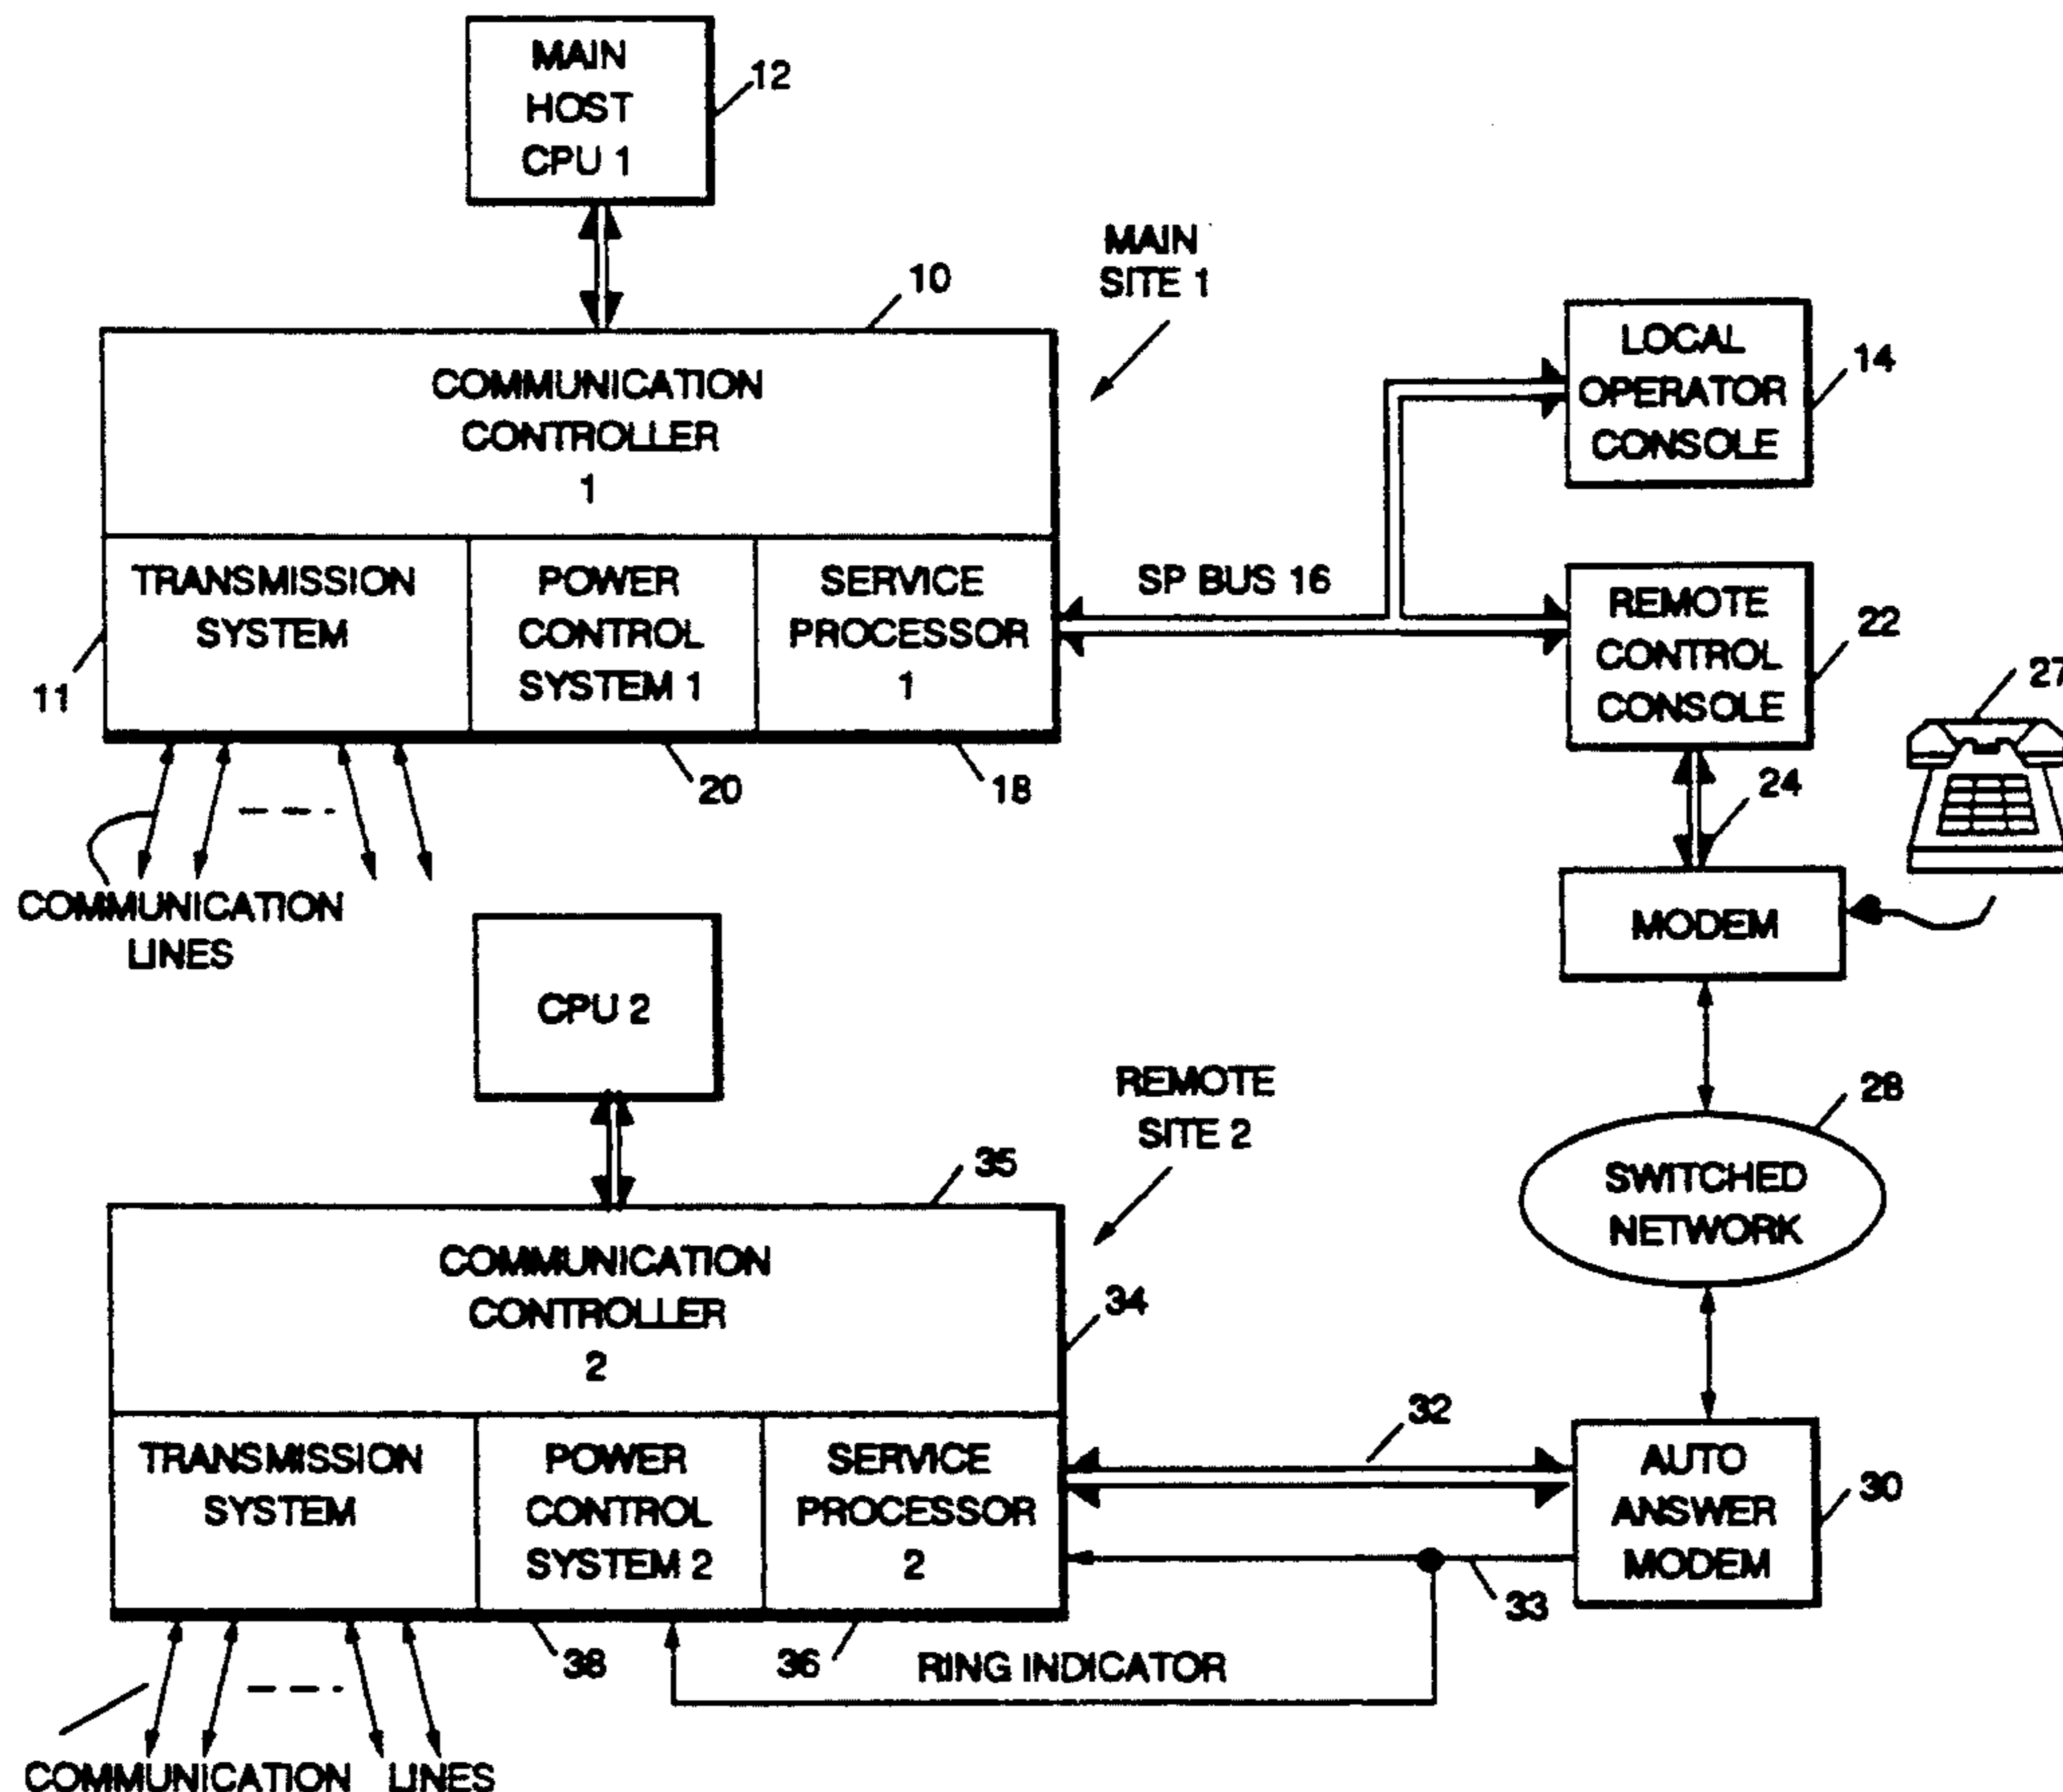 MAIN
HOST
CPU 1
12
MAIN
SITE 1
10
COMMUNICATION
CONTROLLER
1
LOCAL
OPERATOR
CONSOLE
14
TRANSMISSION
SYSTEM
POWER
CONTROL
SYSTEM 1
SERVICE
PROCESSOR
1
SP BUS 16
REMOTE
CONTROL
CONSOLE
22
27
11
20
18
24
COMMUNICATION
LINES
MODEM
CPU 2
REMOTE
SITE 2
28
SWITCHED
NETWORK
35
COMMUNICATION
CONTROLLER
2
34
TRANSMISSION
SYSTEM
POWER
CONTROL
SYSTEM 2
SERVICE
PROCESSOR
2
32
AUTO
ANSWER
MODEM
30
33
38
36
RING INDICATOR
COMMUNICATION LINES